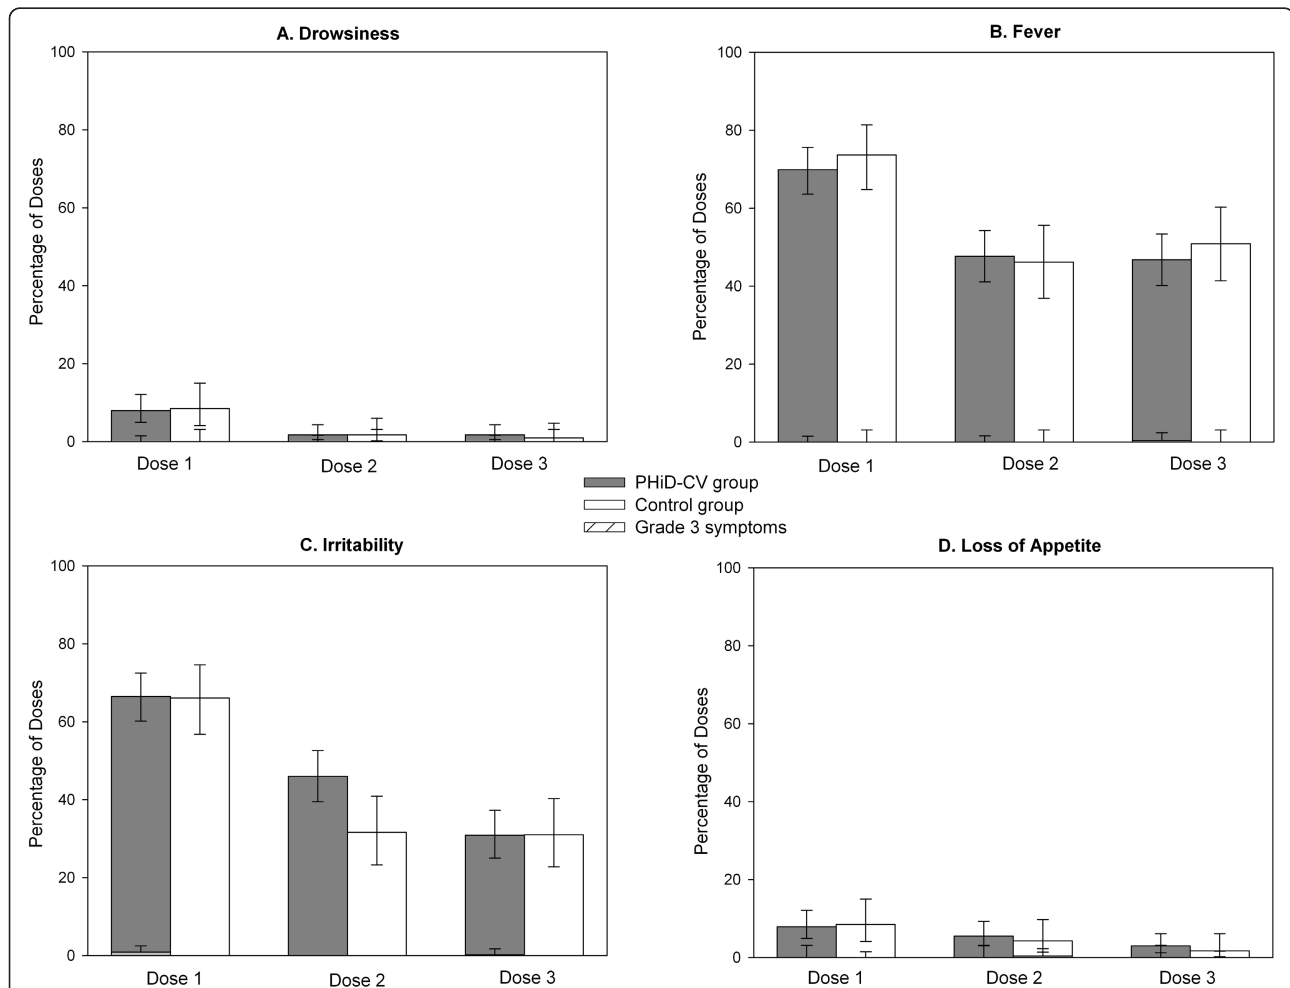 A. Drowsiness
100
80
60
40
20
0
Percentage of Doses
Dose 1 Dose 2 Dose 3
B. Fever
100
80
60
40
20
0
Percentage of Doses
Dose 1 Dose 2 Dose 3
PHiD-CV group
Control group
Grade 3 symptoms
C. Irritability
100
80
60
40
20
0
Percentage of Doses
Dose 1 Dose 2 Dose 3
D. Loss of Appetite
100
80
60
40
20
0
Percentage of Doses
Dose 1 Dose 2 Dose 3